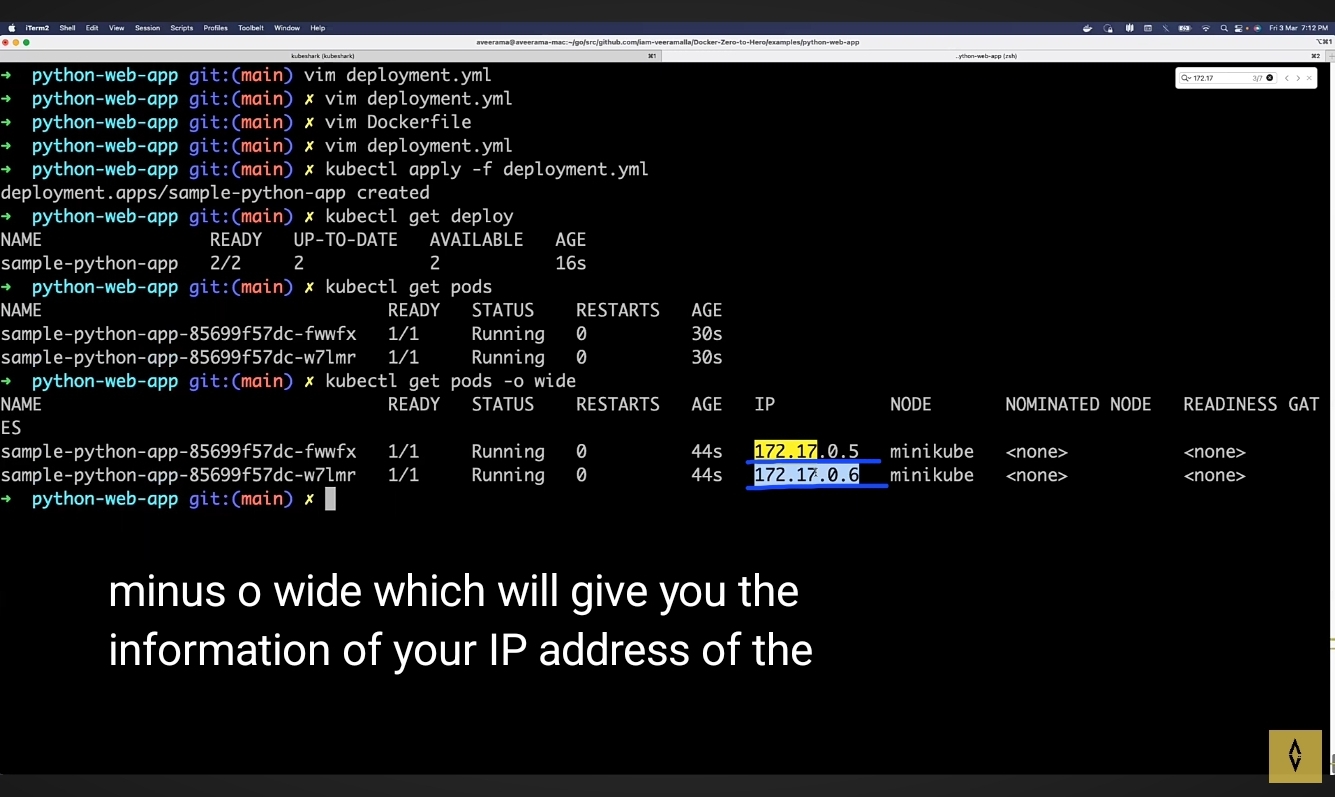 iTerm2 Shell Edit View Session Scripts Profiles Toolbelt Window Help Fri 3 Mar 7:12 PM
aveerama@aveerama-mac:~/go/src/github.com/iam-veeramalla/Docker-Zero-to-Hero/examples/python-web-app ⌥⌘1
kubeshark (kubeshark) ⌘1 ..ython-web-app (zsh) ⌘2
172.17 3/7
➜ python-web-app git:(main) vim deployment.yml
➜ python-web-app git:(main) ✗ vim deployment.yml
➜ python-web-app git:(main) ✗ vim Dockerfile
➜ python-web-app git:(main) ✗ vim deployment.yml
➜ python-web-app git:(main) ✗ kubectl apply -f deployment.yml
deployment.apps/sample-python-app created
➜ python-web-app git:(main) ✗ kubectl get deploy
NAME READY UP-TO-DATE AVAILABLE AGE
sample-python-app 2/2 2 2 16s
➜ python-web-app git:(main) ✗ kubectl get pods
NAME READY STATUS RESTARTS AGE
sample-python-app-85699f57dc-fwwfx 1/1 Running 0 30s
sample-python-app-85699f57dc-w7lmr 1/1 Running 0 30s
➜ python-web-app git:(main) ✗ kubectl get pods -o wide
NAME READY STATUS RESTARTS AGE IP NODE NOMINATED NODE READINESS GAT
ES
sample-python-app-85699f57dc-fwwfx 1/1 Running 0 44s 172.17.0.5 minikube <none> <none>
sample-python-app-85699f57dc-w7lmr 1/1 Running 0 44s 172.17.0.6 minikube <none> <none>
➜ python-web-app git:(main) ✗
minus o wide which will give you the
information of your IP address of the